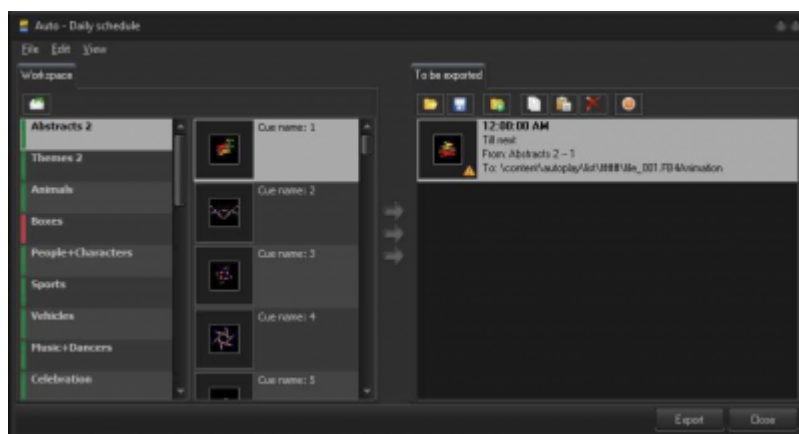 Auto - Daily schedule
File Edit View
Workspace
To be exported
Abstracts 2
Themes 2
Animals
Boxes
People+Characters
Sports
Vehicles
Music+Dancers
Celebration
Cue name: 1
Cue name: 2
Cue name: 3
Cue name: 4
Cue name: 5
12:00:00 AM
Till next
From: Abstracts 2 - 1
Export Close